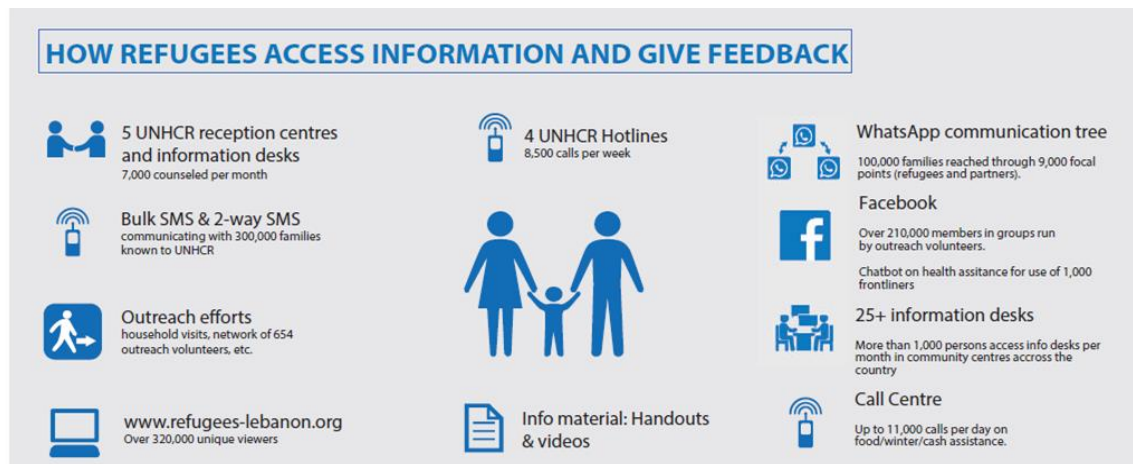 HOW REFUGEES ACCESS INFORMATION AND GIVE FEEDBACK
5 UNHCR reception centres
and information desks
7,000 counseled per month
Bulk SMS & 2-way SMS
communicating with 300,000 families
known to UNHCR
Outreach efforts
household visits, network of 654
outreach volunteers, etc.
www.refugees-lebanon.org
Over 320,000 unique viewers
4 UNHCR Hotlines
8,500 calls per week
Info material: Handouts
& videos
WhatsApp communication tree
100,000 families reached through 9,000 focal
points (refugees and partners).
Facebook
Over 210,000 members in groups run
by outreach volunteers.
Chatbot on health assitance for use of 1,000
frontliners
25+ information desks
More than 1,000 persons access info desks per
month in community centres accross the
country
Call Centre
Up to 11,000 calls per day on
food/winter/cash assistance.